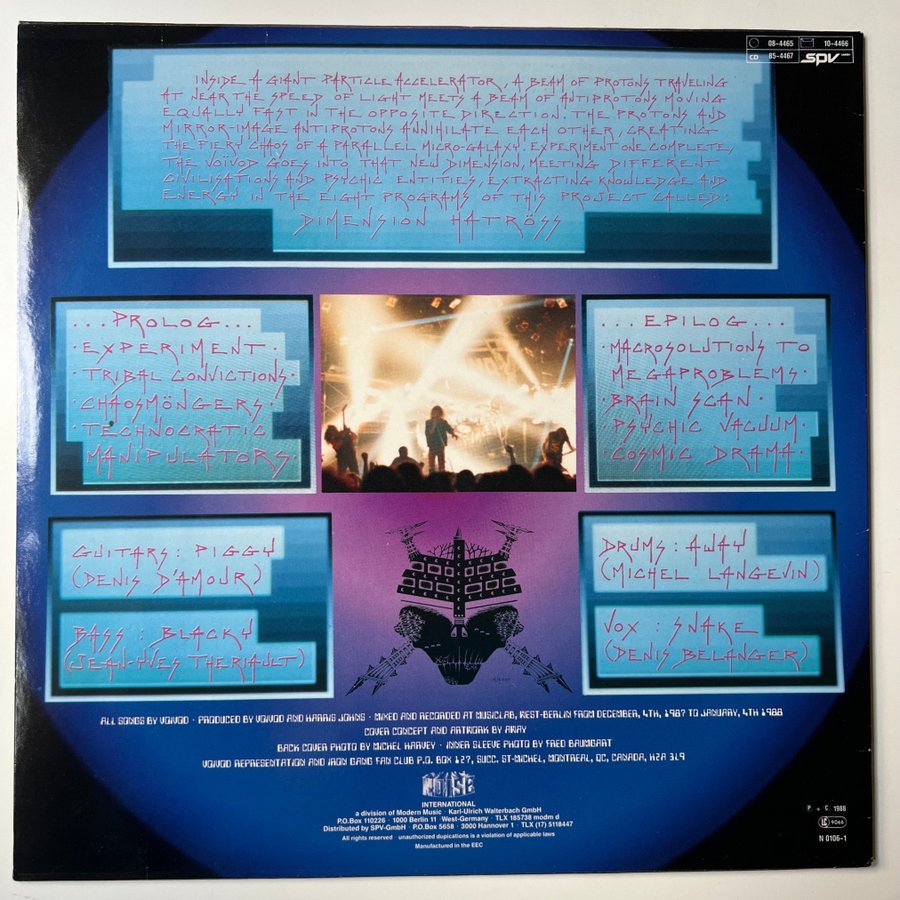 08-4465 10-4466
CD 85-4467 SPV GMBH
INSIDE A GIANT PARTICLE ACCELERATOR, A BEAM OF PROTONS TRAVELING
AT NEAR THE SPEED OF LIGHT MEETS A BEAM OF ANTIPROTONS MOVING
EQUALLY FAST IN THE OPPOSITE DIRECTION. THE PROTONS AND
MIRROR-IMAGE ANTIPROTONS ANNIHILATE EACH OTHER, CREATING
THE FIERY CHAOS OF A PARALLEL MICRO-GALAXY. EXPERIMENT ONE COMPLETE,
THE VOÏVOD GOES INTO THAT NEW DIMENSION, MEETING DIFFERENT
CIVILISATIONS AND PSYCHIC ENTITIES, EXTRACTING KNOWLEDGE AND
ENERGY IN THE EIGHT PROGRAMS OF THIS PROJECT CALLED:
DIMENSION HATRÖSS
...PROLOG...
·EXPERIMENT·
·TRIBAL CONVICTIONS·
·CHAOSMÖNGERS·
·TECHNOCRATIC
MANIPULATORS·
...EPILOG...
·MACROSOLUTIONS TO
MEGAPROBLEMS·
·BRAIN SCAN·
·PSYCHIC VACUUM·
·COSMIC DRAMA·
GUITARS: PIGGY
(DENIS D'AMOUR)
BASS: BLACKY
(JEAN-YVES THERIAULT)
DRUMS: AWAY
(MICHEL LANGEVIN)
VOX: SNAKE
(DENIS BELANGER)
ALL SONGS BY VOIVOD · PRODUCED BY VOIVOD AND HARRIS JOHNS · MIXED AND RECORDED AT MUSICLAB, WEST-BERLIN FROM DECEMBER, 4TH, 1987 TO JANUARY, 4TH 1988
COVER CONCEPT AND ARTWORK BY AWAY
BACK COVER PHOTO BY MICHEL HARVEY · INNER SLEEVE PHOTO BY FRED BAUMGART
VOIVOD REPRESENTATION AND IRON GANG FAN CLUB P.O. BOX 127, SUCC. ST-MICHEL, MONTREAL, QC, CANADA, H2A 3L9
NOISE
INTERNATIONAL
a division of Modern Music · Karl-Ulrich Walterbach GmbH
P.O.Box 110226 · 1000 Berlin 11 · West-Germany · TLX 185738 modm d
Distributed by SPV-GmbH · P.O.Box 5658 · 3000 Hannover 1 · TLX (17) 5118447
All rights reserved · unauthorized dupications is a violation of applicable laws
Manufactured in the EEC
P + C 1988
LC 9066
N 0106-1